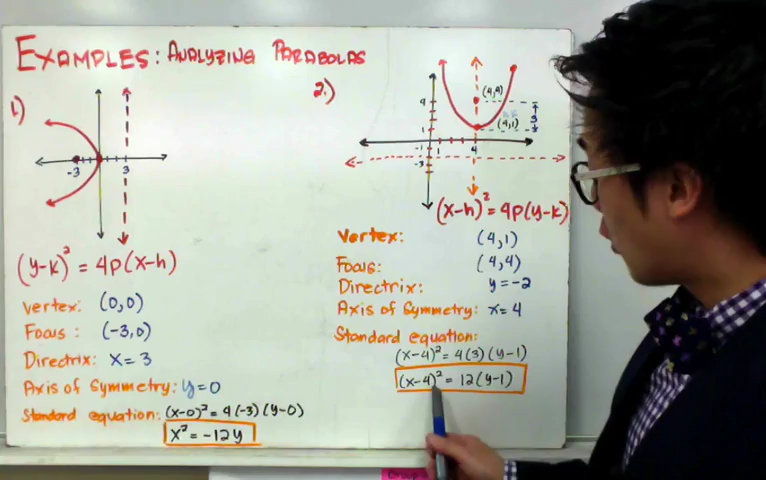 EXAMPLES: ANALYZING PARABOLAS
1.)
-3
3
(y-k)² = 4p(x-h)
Vertex: (0,0)
Focus: (-3,0)
Directrix: x=3
Axis of Symmetry: y=0
Standard equation: (x-0)² = 4(-3)(y-0)
x² = -12y
2.)
4
(4,4)
3
(4,1)
1
-1
1
4
-3
(x-h)² = 4p(y-k)
Vertex: (4,1)
Focus: (4,4)
Directrix: y=-2
Axis of Symmetry: x=4
Standard equation:
(x-4)² = 4(3)(y-1)
(x-4)² = 12(y-1)